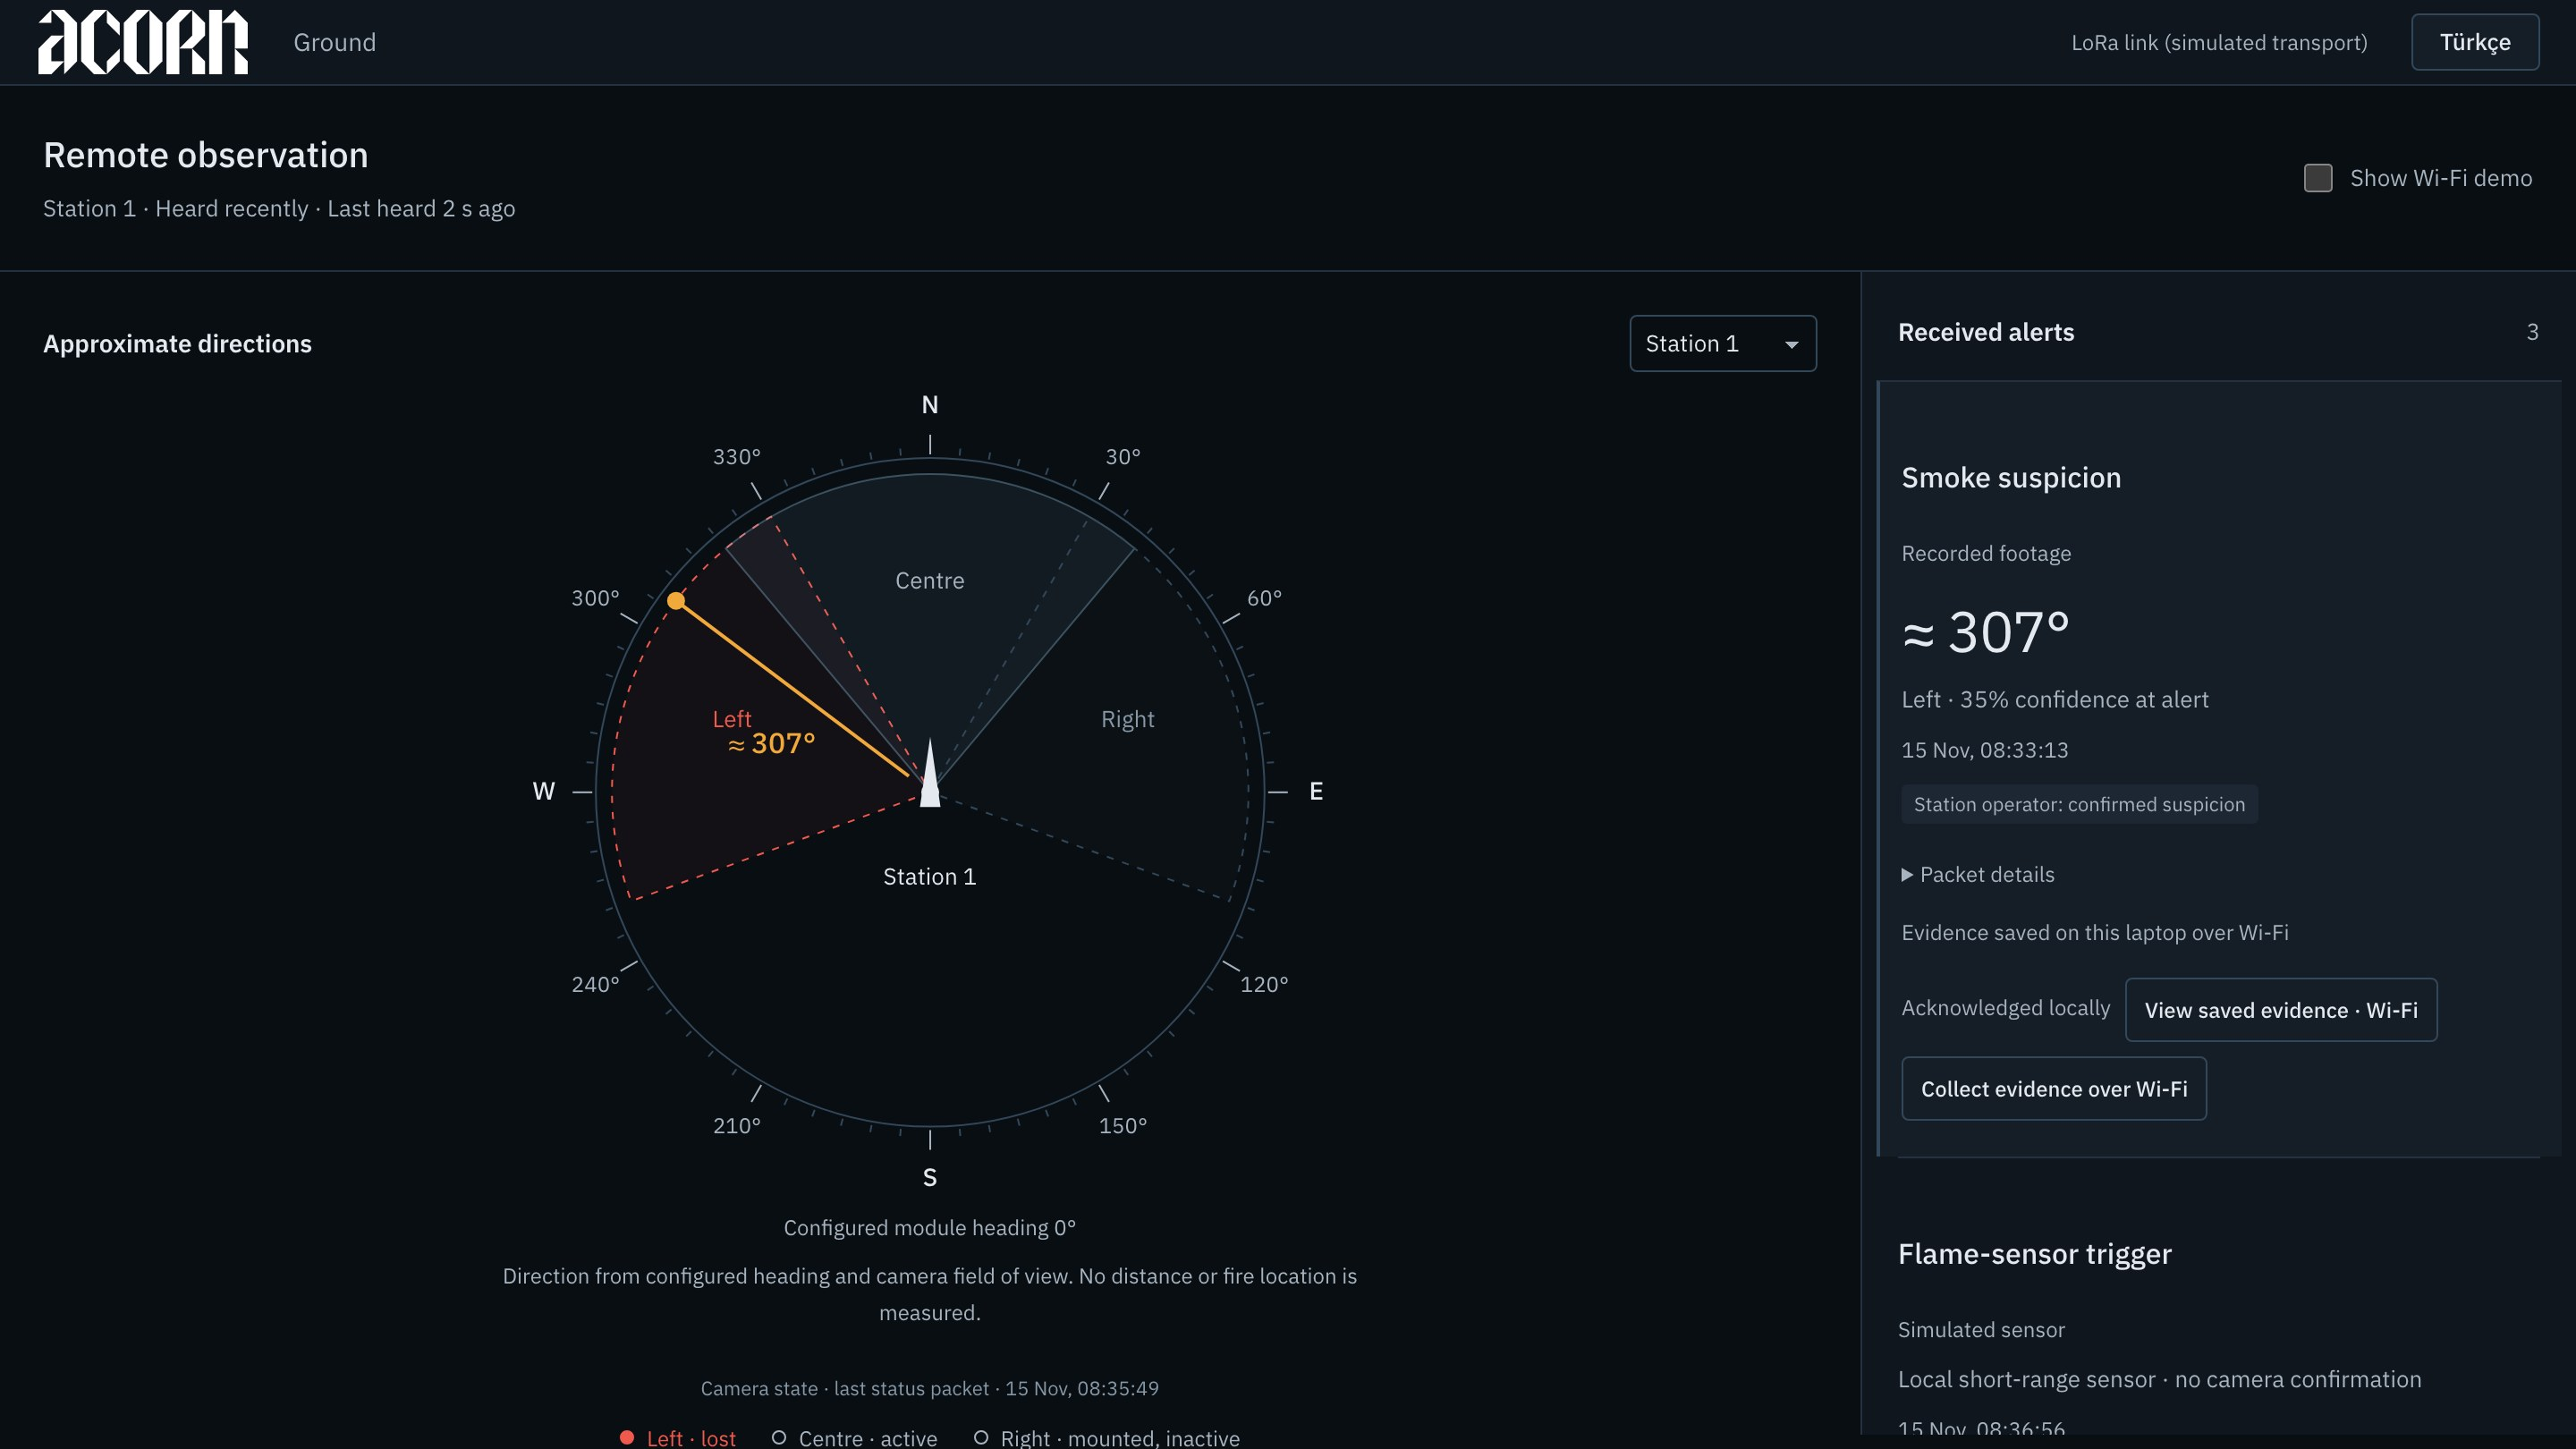 acorn
Ground
LoRa link (simulated transport)
Türkçe
Remote observation
Station 1 · Heard recently · Last heard 2 s ago
Show Wi-Fi demo
Approximate directions
Station 1
N
330°
30°
300°
60°
Centre
Left
≈ 307°
Right
W
E
Station 1
240°
120°
210°
150°
S
Configured module heading 0°
Direction from configured heading and camera field of view. No distance or fire location is
measured.
Camera state · last status packet · 15 Nov, 08:35:49
Left · lost
Centre · active
Right · mounted, inactive
Received alerts
3
Smoke suspicion
Recorded footage
≈ 307°
Left · 35% confidence at alert
15 Nov, 08:33:13
Station operator: confirmed suspicion
Packet details
Evidence saved on this laptop over Wi-Fi
Acknowledged locally
View saved evidence · Wi-Fi
Collect evidence over Wi-Fi
Flame-sensor trigger
Simulated sensor
Local short-range sensor · no camera confirmation
15 Nov, 08:36:56